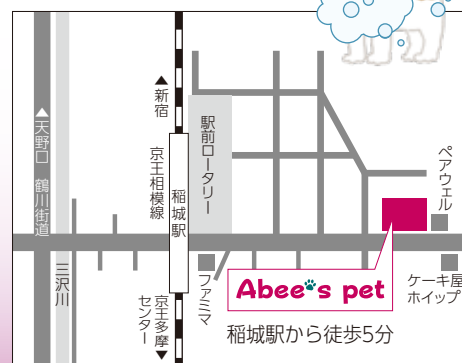 ▲天野口
鶴川街道
三沢川
▲新宿
京王相模線
稲城駅
京王多摩
センター▼
駅前ロータリー
ファミマ
ペアウェル
ケーキ屋
ホイップ
Abee's pet
稲城駅から徒歩5分